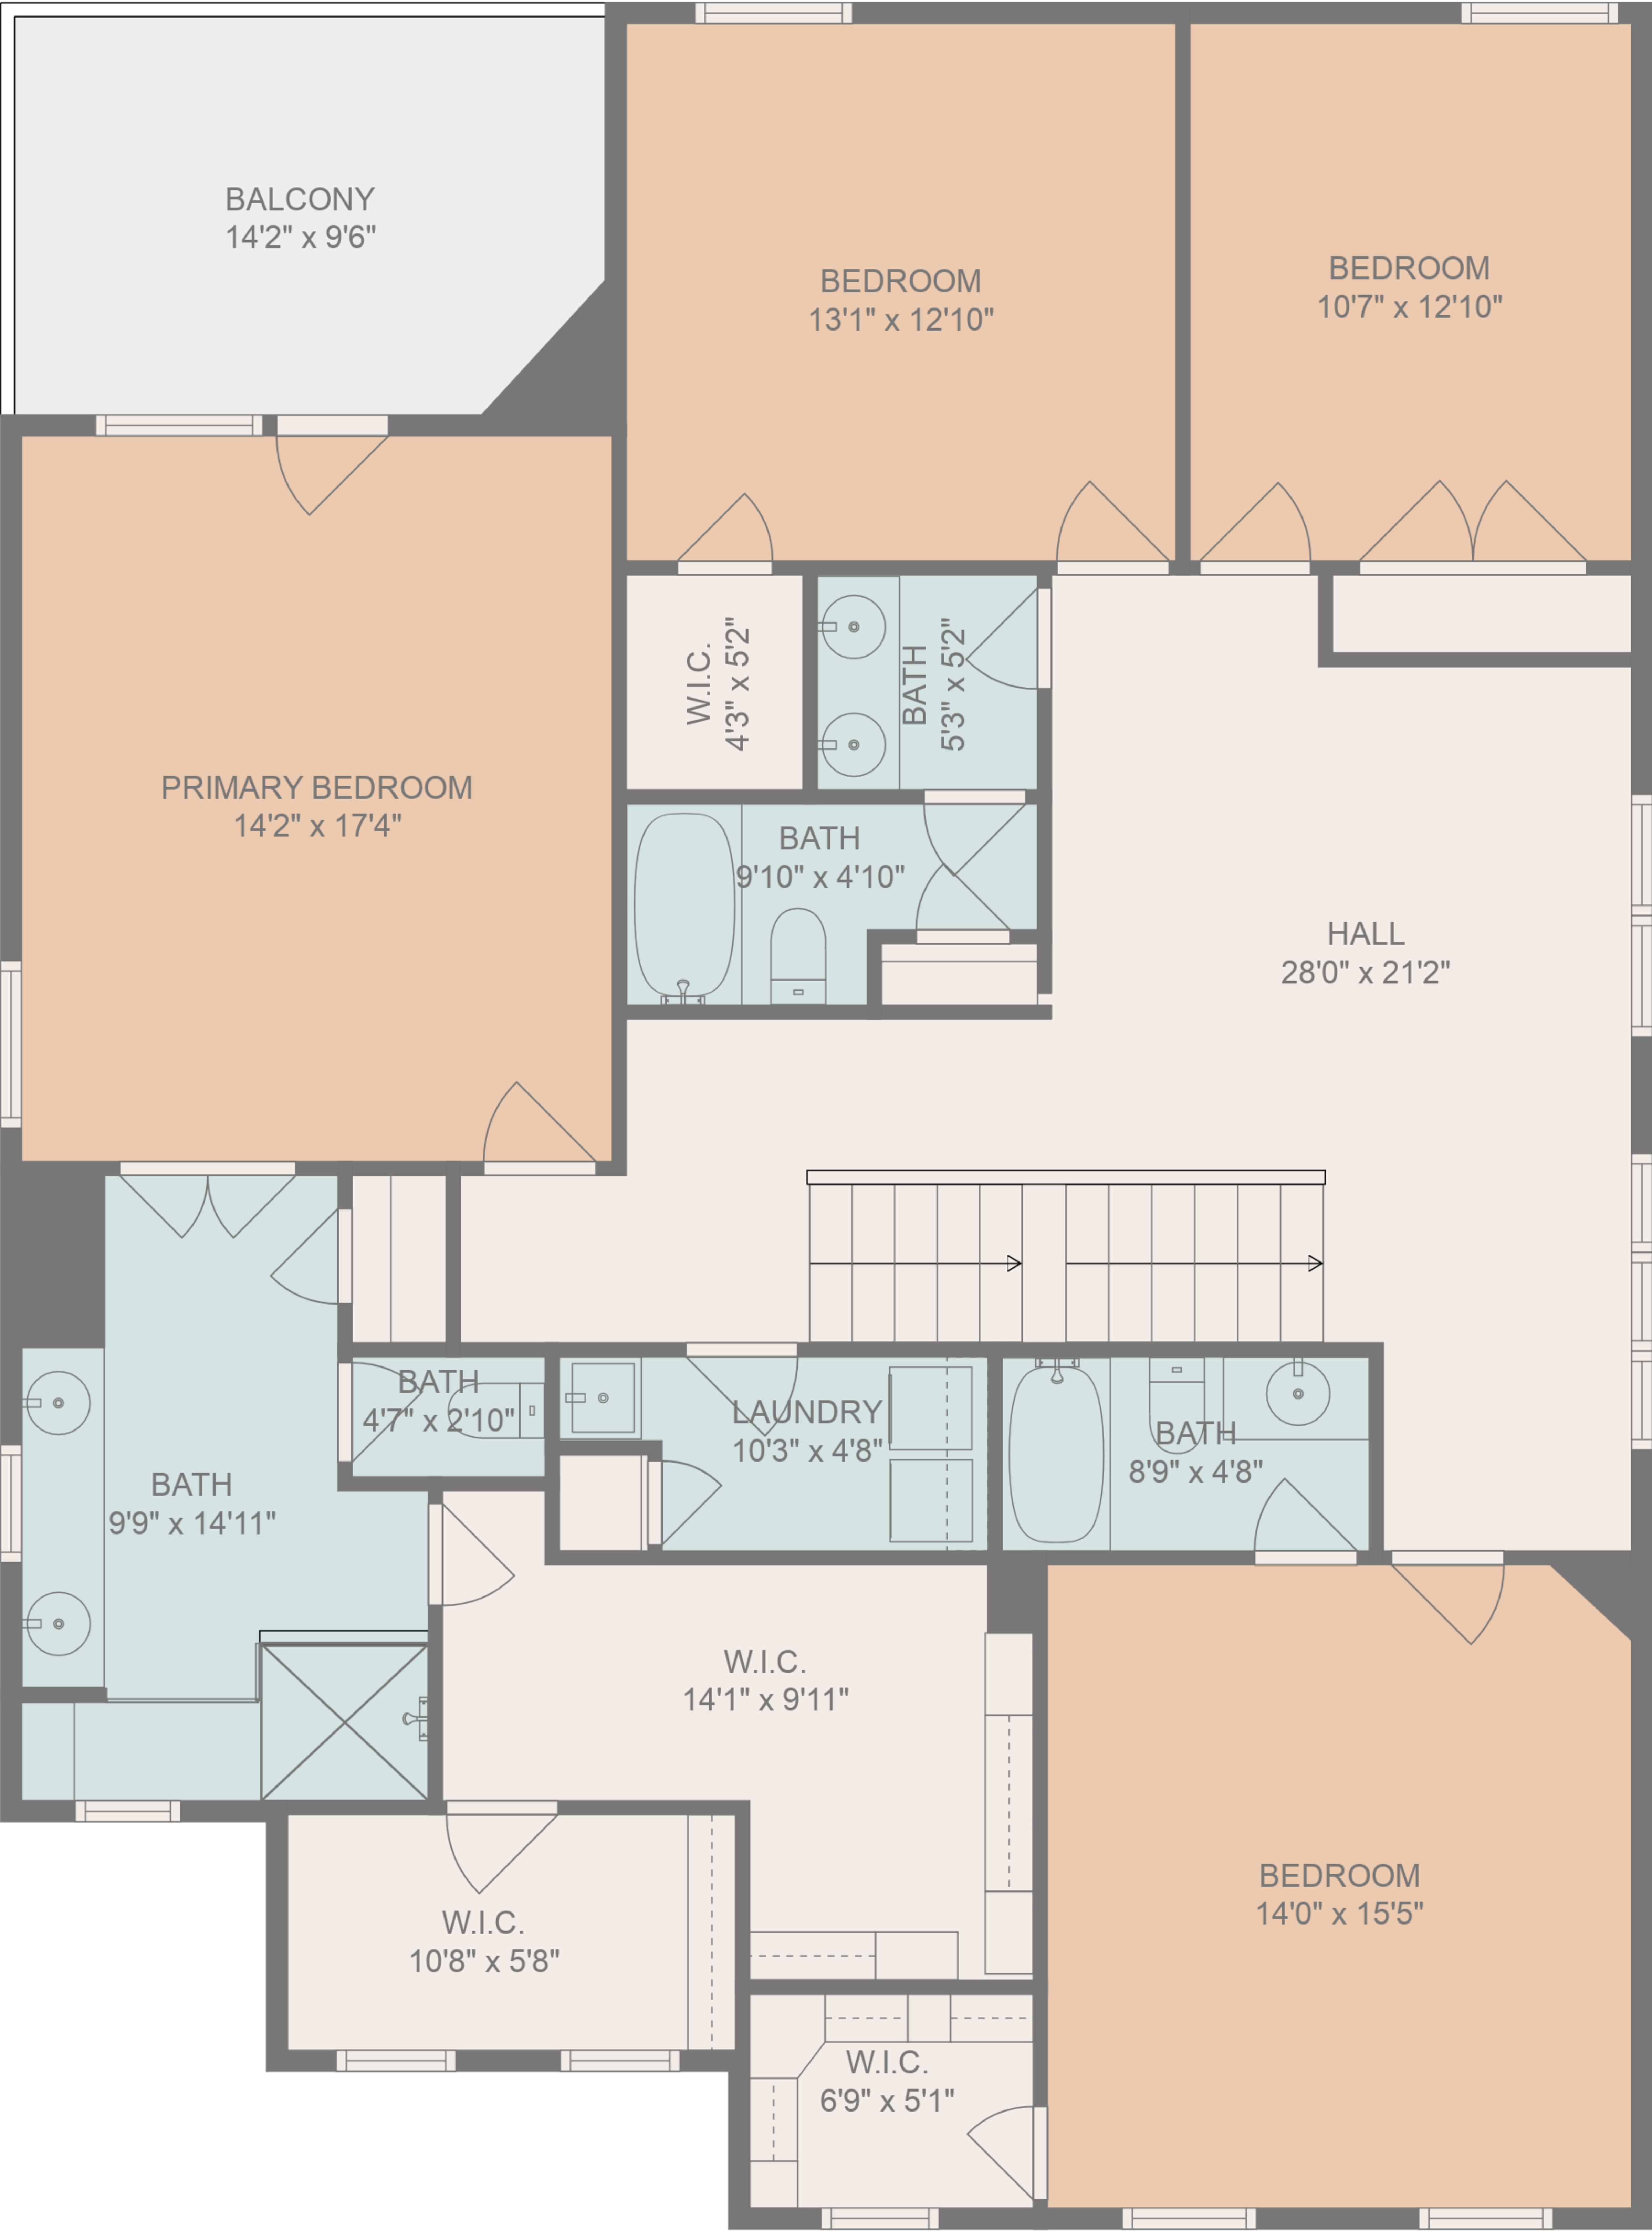 BALCONY
14'2" x 9'6"
BEDROOM
13'1" x 12'10"
BEDROOM
10'7" x 12'10"
W.I.C.
4'3" x 5'2"
BATH
5'3" x 5'2"
PRIMARY BEDROOM
14'2" x 17'4"
BATH
9'10" x 4'10"
HALL
28'0" x 21'2"
BATH
4'7" x 2'10"
LAUNDRY
10'3" x 4'8"
BATH
8'9" x 4'8"
BATH
9'9" x 14'11"
W.I.C.
14'1" x 9'11"
BEDROOM
14'0" x 15'5"
W.I.C.
10'8" x 5'8"
W.I.C.
6'9" x 5'1"